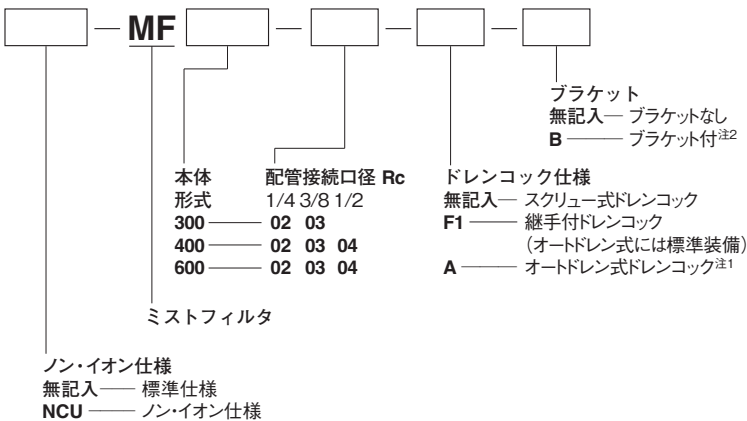 MF
ブラケット
無記入 ブラケットなし
B ブラケット付注2
本体
形式
300
400
600
配管接続口径 Rc
1/4 3/8 1/2
02 03
02 03 04
02 03 04
ドレンコック仕様
無記入 スクリュー式ドレンコック
F1 継手付ドレンコック
(オートドレン式には標準装備)
A オートドレン式ドレンコック注1
ミストフィルタ
ノン・イオン仕様
無記入 標準仕様
NCU ノン・イオン仕様